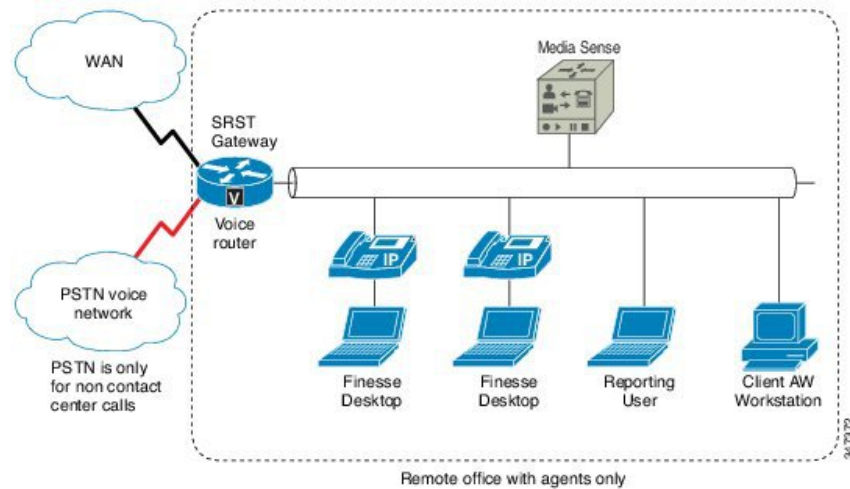 WAN
Media Sense
SRST
Gateway
V
Voice
router
IP
IP
PSTN voice
network
PSTN is only
for non contact
center calls
Finesse
Desktop
Finesse
Desktop
Reporting
User
Client AW
Workstation
347372
Remote office with agents only